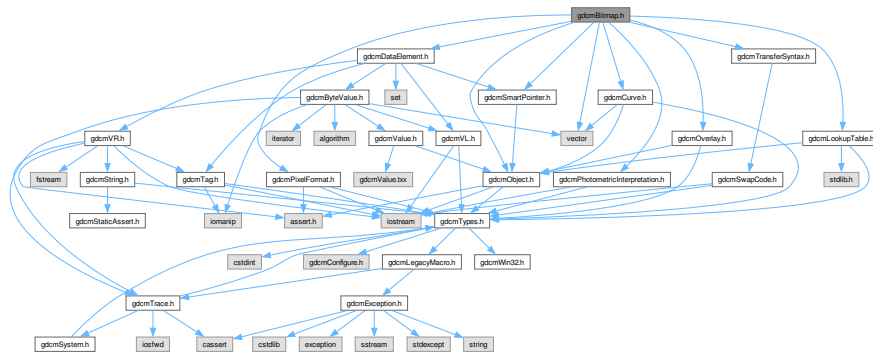 gdcmBitmap.h
gdcmDataElement.h
gdcmTransferSyntax.h
gdcmByteValue.h
set
gdcmSmartPointer.h
gdcmCurve.h
gdcmVR.h
iterator
algorithm
gdcmValue.h
gdcmVL.h
vector
gdcmOverlay.h
gdcmLookupTable.h
fstream
gdcmString.h
gdcmTag.h
gdcmPixelFormat.h
gdcmValue.txx
gdcmObject.h
gdcmPhotometricInterpretation.h
gdcmSwapCode.h
stdlib.h
gdcmStaticAssert.h
iomanip
assert.h
iostream
gdcmTypes.h
cstdint
gdcmConfigure.h
gdcmLegacyMacro.h
gdcmWin32.h
gdcmTrace.h
gdcmException.h
gdcmSystem.h
iosfwd
cassert
cstdlib
exception
sstream
stdexcept
string